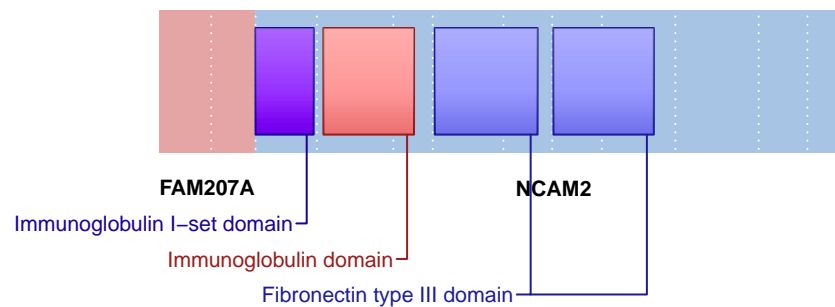 FAM207A NCAM2
Immunoglobulin I−set domain
Immunoglobulin domain
Fibronectin type III domain